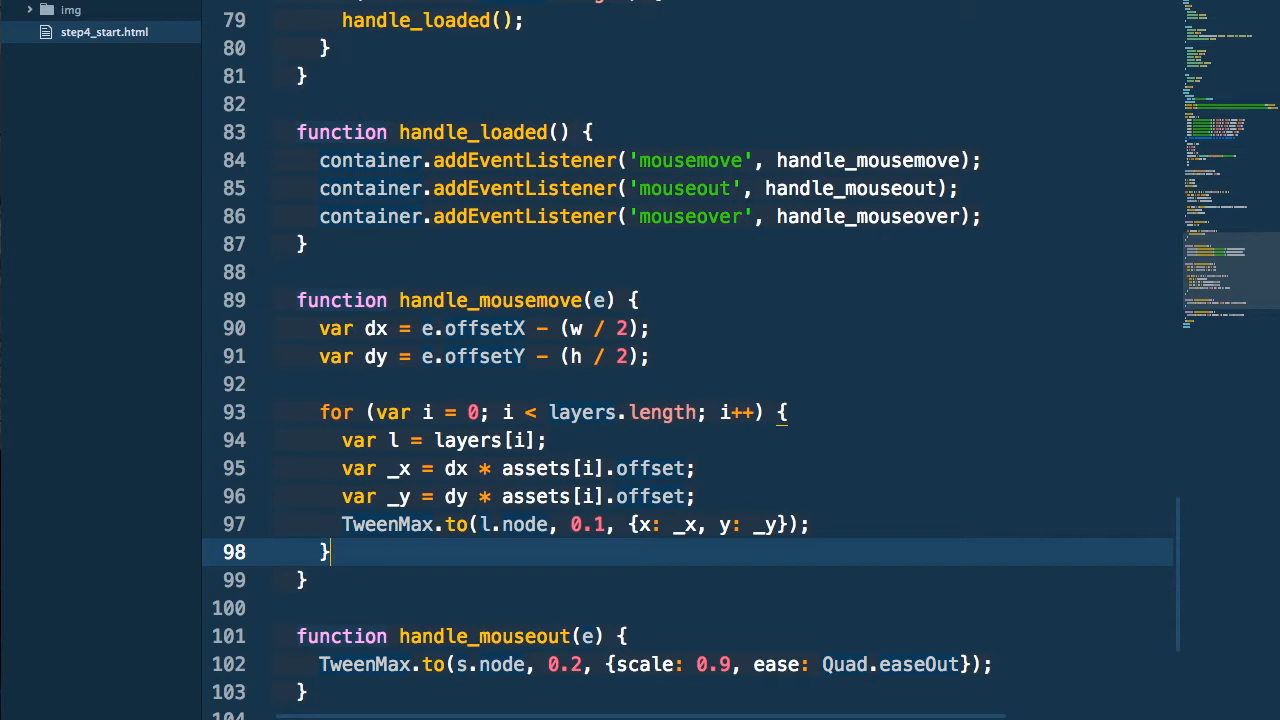 img
step4_start.html
79 handle_loaded();
80 }
81 }
82
83 function handle_loaded() {
84 container.addEventListener('mousemove', handle_mousemove);
85 container.addEventListener('mouseout', handle_mouseout);
86 container.addEventListener('mouseover', handle_mouseover);
87 }
88
89 function handle_mousemove(e) {
90 var dx = e.offsetX - (w / 2);
91 var dy = e.offsetY - (h / 2);
92
93 for (var i = 0; i < layers.length; i++) {
94 var l = layers[i];
95 var _x = dx * assets[i].offset;
96 var _y = dy * assets[i].offset;
97 TweenMax.to(l.node, 0.1, {x: _x, y: _y});
98 }
99 }
100
101 function handle_mouseout(e) {
102 TweenMax.to(s.node, 0.2, {scale: 0.9, ease: Quad.easeOut});
103 }
104